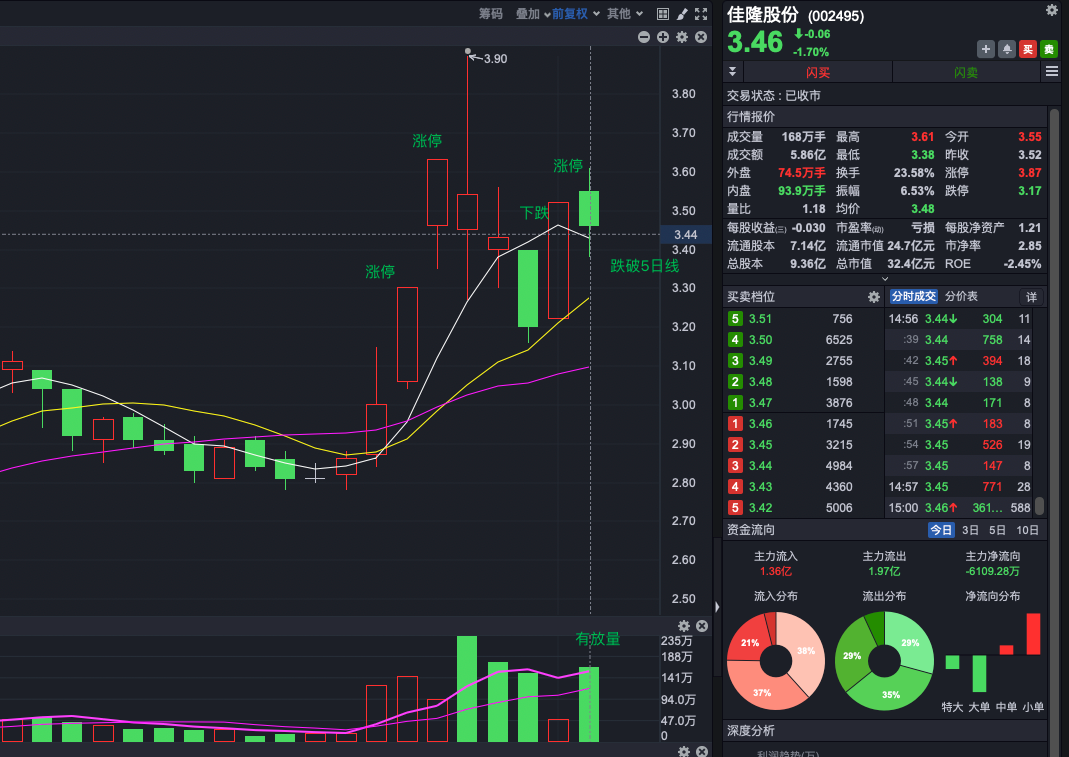 筹码 叠加 前复权 其他
3.90
涨停
涨停
下跌
涨停
跌破5日线
有放量
3.80
3.70
3.60
3.50
3.44
3.40
3.30
3.20
3.10
3.00
2.90
2.80
2.70
2.60
2.50
235万
188万
141万
94.0万
47.0万
0
佳隆股份 (002495)
3.46 -0.06
-1.70%
买 卖
闪买 闪卖
交易状态 : 已收市
行情报价
成交量 168万手 最高 3.61 今开 3.55
成交额 5.86亿 最低 3.38 昨收 3.52
外盘 74.5万手 换手 23.58% 涨停 3.87
内盘 93.9万手 振幅 6.53% 跌停 3.17
量比 1.18 均价 3.48
每股收益(三) -0.030 市盈率(动) 亏损 每股净资产 1.21
流通股本 7.14亿 流通市值 24.7亿元 市净率 2.85
总股本 9.36亿 总市值 32.4亿元 ROE -2.45%
买卖档位 分时成交 分价表 详
5 3.51 756 14:56 3.44↓ 304 11
4 3.50 6525 :39 3.44 758 14
3 3.49 2755 :42 3.45↑ 394 18
2 3.48 1598 :45 3.44↓ 138 9
1 3.47 3876 :48 3.44 171 8
1 3.46 1745 :51 3.45↑ 183 8
2 3.45 3215 :54 3.45 526 19
3 3.44 4984 :57 3.45 147 8
4 3.43 4360 14:57 3.45 771 28
5 3.42 5006 15:00 3.46↑ 361... 588
资金流向 今日 3日 5日 10日
主力流入 主力流出 主力净流向
1.36亿 1.97亿 -6109.28万
流入分布 流出分布 净流向分布
21% 38% 37%
29% 29% 35%
特大 大单 中单 小单
深度分析
利润趋势(万)